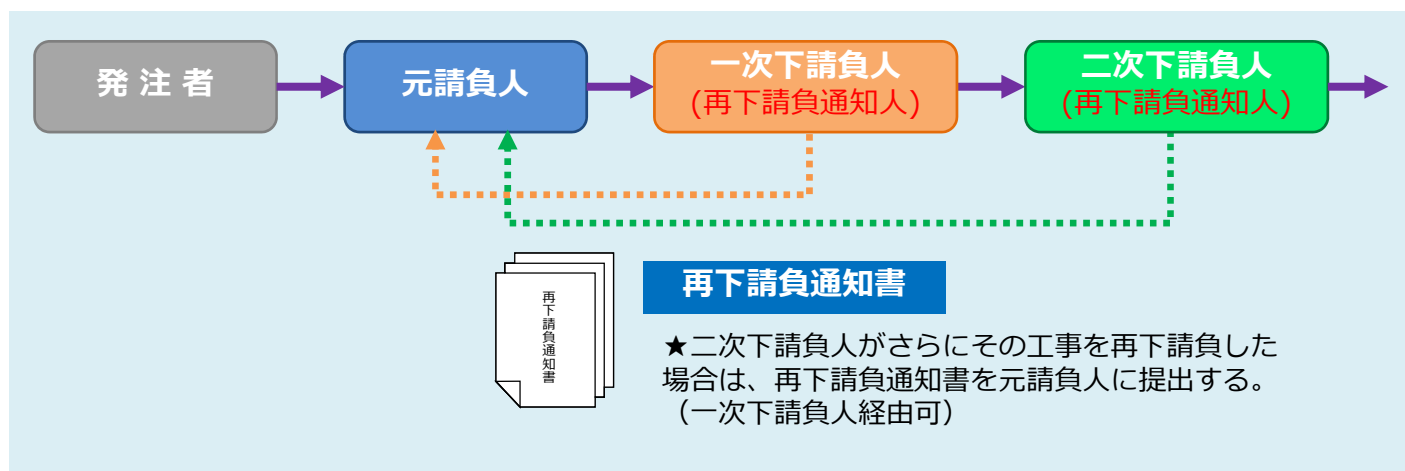 発注者
元請負人
一次下請負人
(再下請負通知人)
二次下請負人
(再下請負通知人)
再下請負通知書
再下請負通知書
★二次下請負人がさらにその工事を再下請負した
場合は、再下請負通知書を元請負人に提出する。
（一次下請負人経由可）